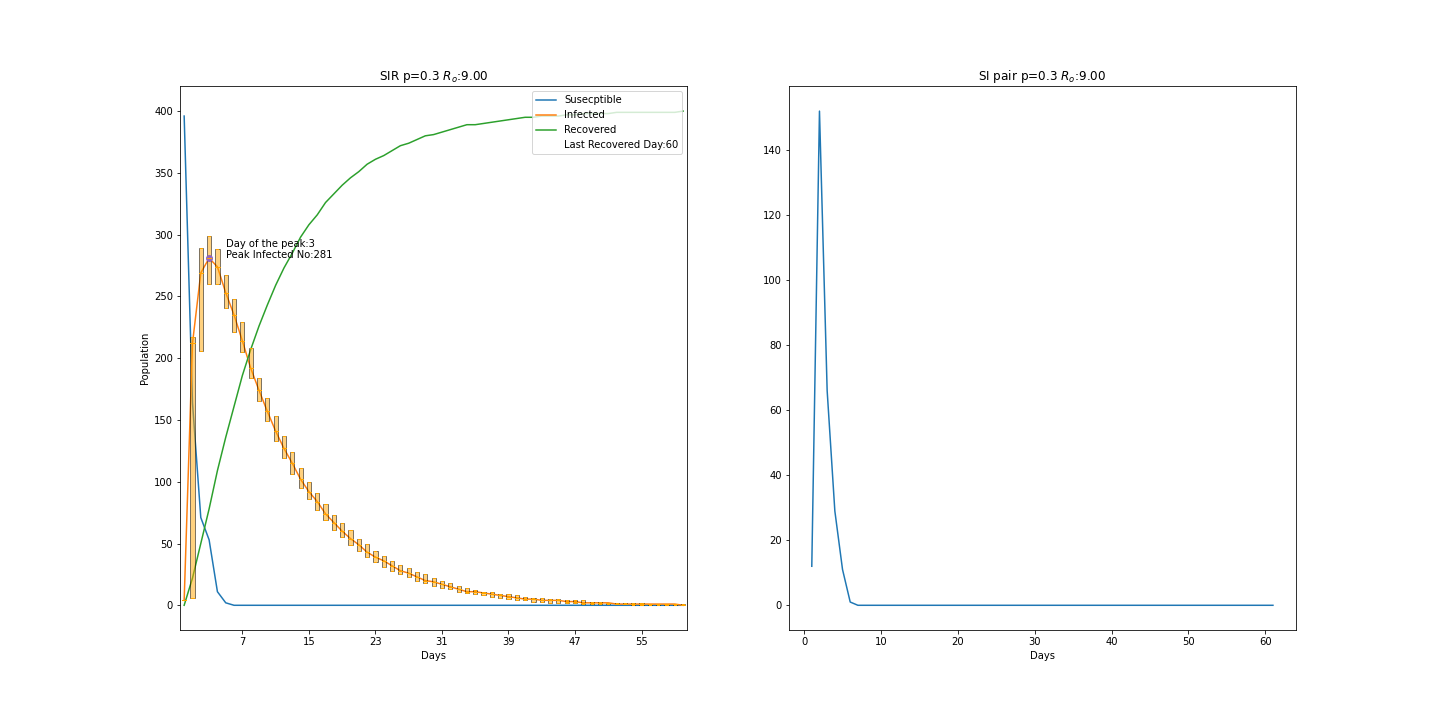 SIR p=0.3 Rₒ:9.00
Susecptible
Infected
Recovered
Last Recovered Day:60
Day of the peak:3
Peak Infected No:281
Population
400
350
300
250
200
150
100
50
0
7 15 23 31 39 47 55
Days
SI pair p=0.3 Rₒ:9.00
140
120
100
80
60
40
20
0
0 10 20 30 40 50 60
Days